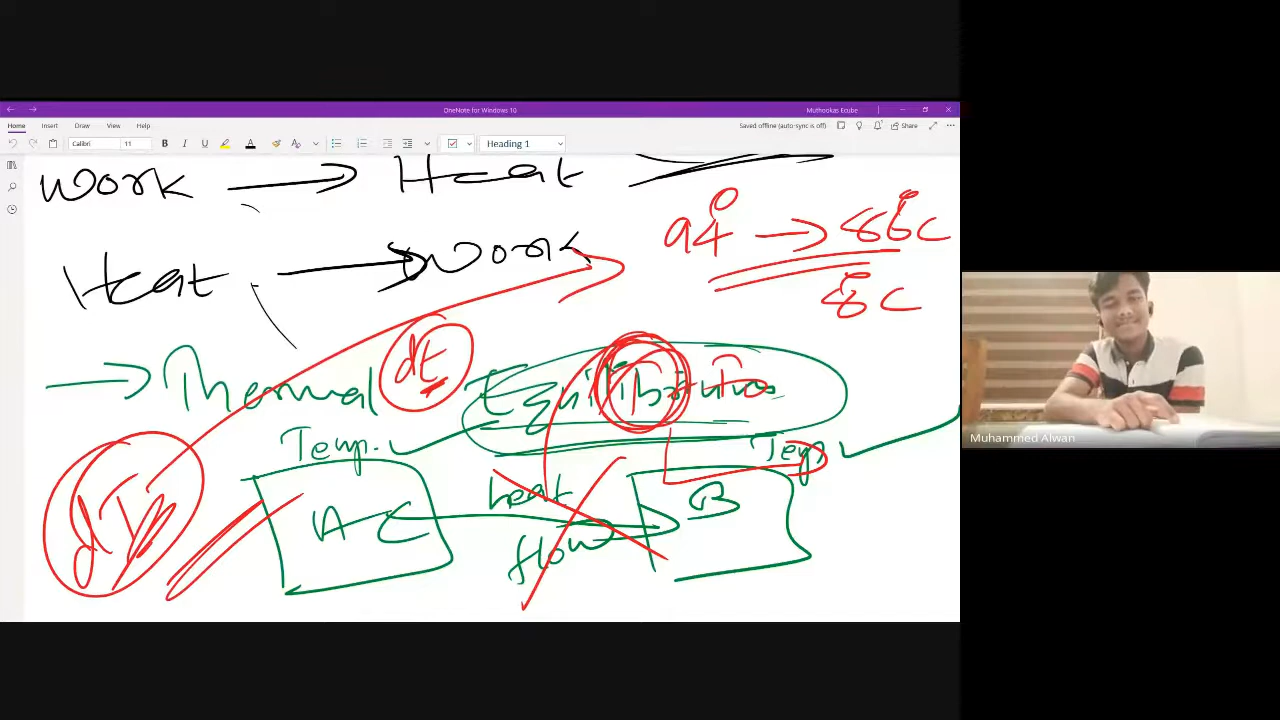 OneNote for Windows 10
Muthookas Ecube
Home Insert Draw View Help
Saved offline (auto-sync is off)
Share
Calibri 11 B I U A Heading 1
Work → Heat
Heat → Work
94° → 86°C
8°C
→ Thermal Equilibrium
dt
Temp. Temp.
dT
A heat B
flow
Muhammed Alwan